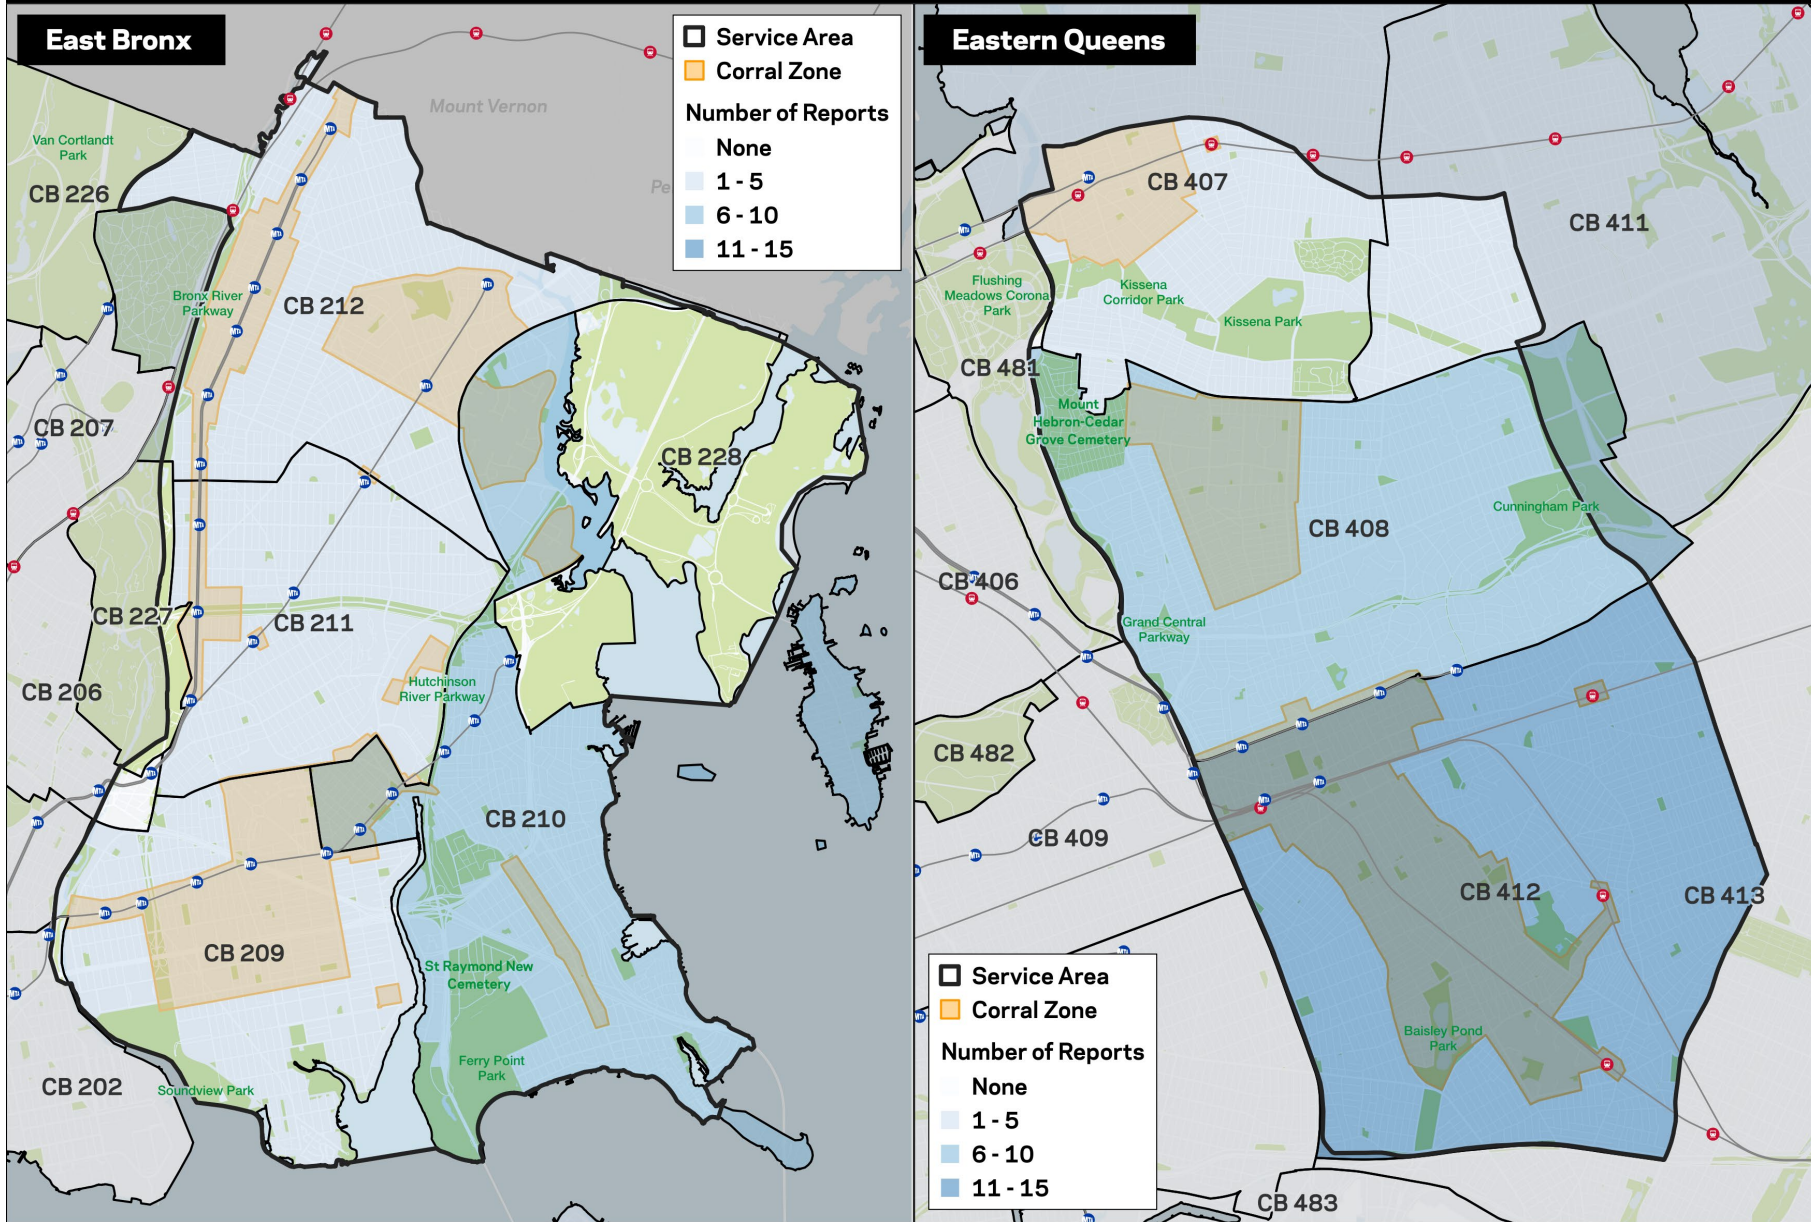 East Bronx
Service Area
Corral Zone
Number of Reports
None
1 - 5
6 - 10
11 - 15
Mount Vernon
Pe
Van Cortlandt
Park
CB 226
Bronx River
Parkway
CB 212
CB 207
CB 228
CB 227
CB 211
CB 206
Hutchinson
River Parkway
CB 210
CB 209
St Raymond New
Cemetery
Ferry Point
Park
CB 202
Soundview Park
Eastern Queens
CB 407
CB 411
Flushing
Meadows Corona
Park
Kissena
Corridor Park
Kissena Park
CB 481
Mount
Hebron-Cedar
Grove Cemetery
Cunningham Park
CB 408
CB 406
Grand Central
Parkway
CB 482
CB 409
CB 412
CB 413
Baisley Pond
Park
Service Area
Corral Zone
Number of Reports
None
1 - 5
6 - 10
11 - 15
CB 483